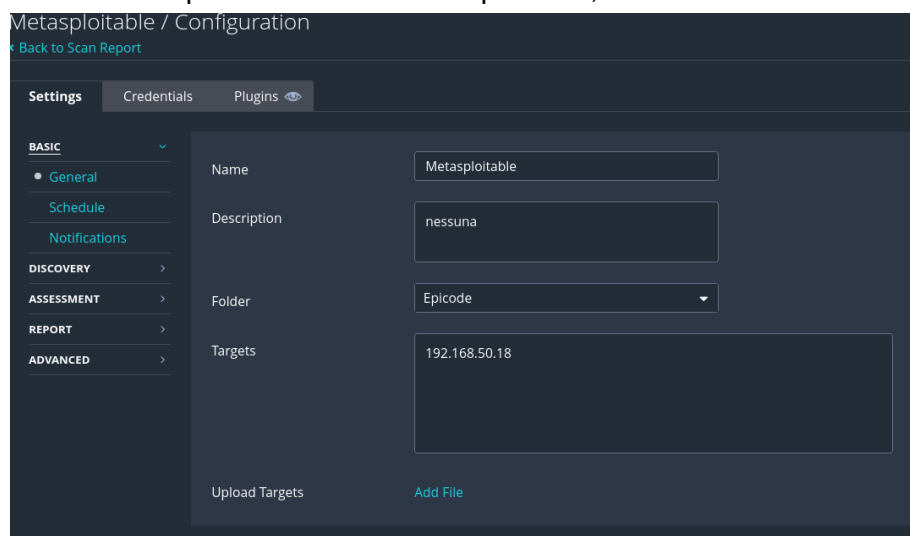 Metasploitable / Configuration
Back to Scan Report
Settings Credentials Plugins
BASIC
General
Schedule
Notifications
DISCOVERY
ASSESSMENT
REPORT
ADVANCED
Name Metasploitable
Description nessuna
Folder Epicode
Targets 192.168.50.18
Upload Targets Add File